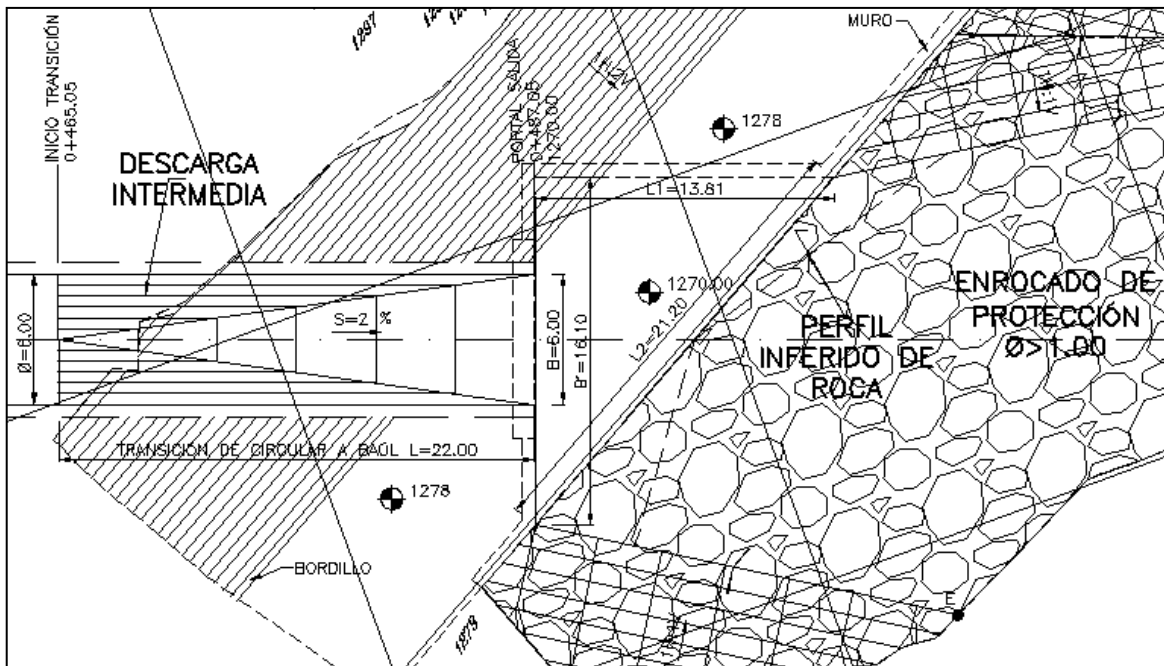 1297
MURO
INICIO TRANSICIÓN
0+465.05
PORTAL SALIDA
0+487.05
1270.00
1278
DESCARGA
INTERMEDIA
L1=13.81
1270.00
ENROCADO DE
PROTECCIÓN
Ø>1.00
S=2 %
PERFIL
INFERIDO DE
ROCA
L2=21.20
Ø=6.00
B=6.00
B'=16.10
TRANSICIÓN DE CIRCULAR A BAÚL L=22.00
1278
BORDILLO
E
1279